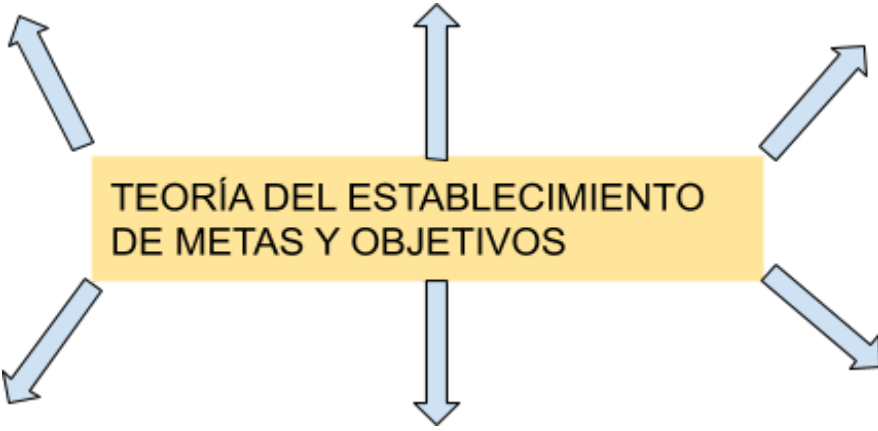 TEORÍA DEL ESTABLECIMIENTO
DE METAS Y OBJETIVOS